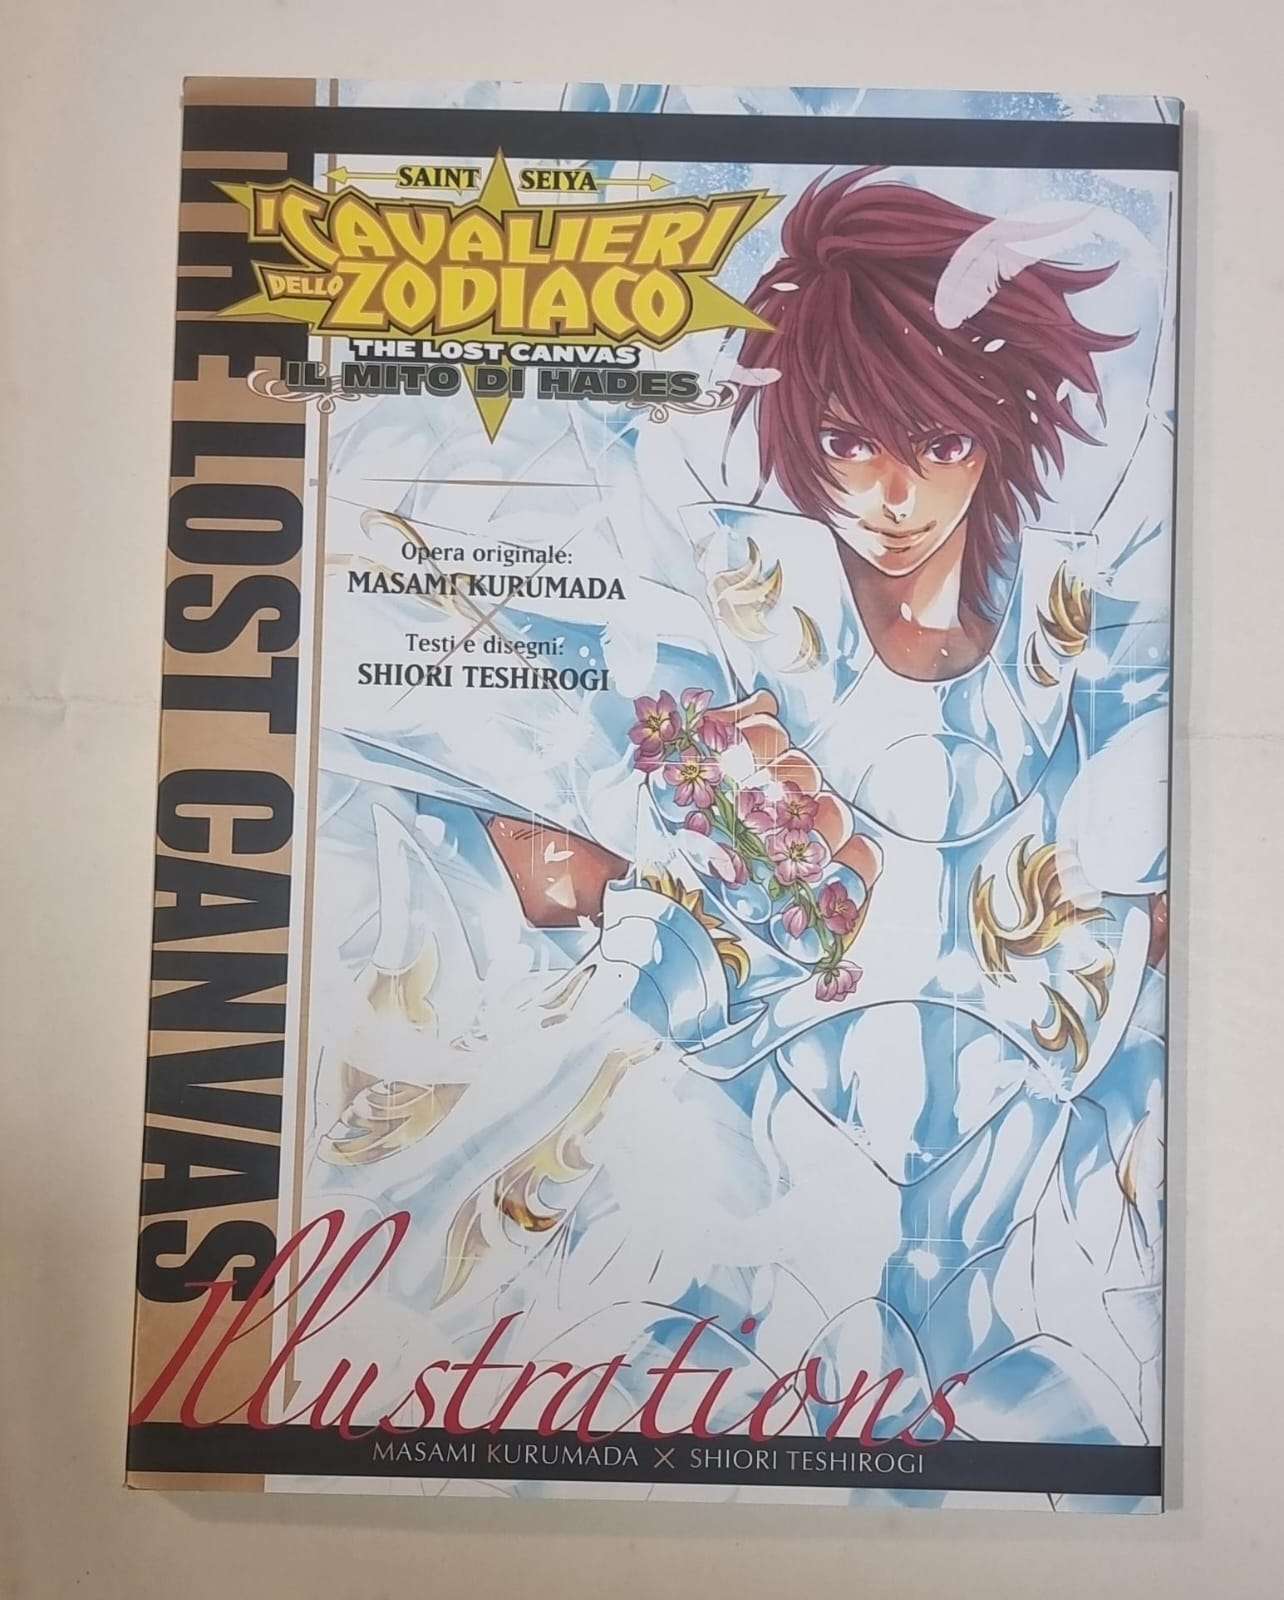 THE LOST CANVAS
SAINT SEIYA
I CAVALIERI
DELLO ZODIACO
THE LOST CANVAS
IL MITO DI HADES
Opera originale:
MASAMI KURUMADA
Testi e disegni:
SHIORI TESHIROGI
Illustrations
MASAMI KURUMADA X SHIORI TESHIROGI